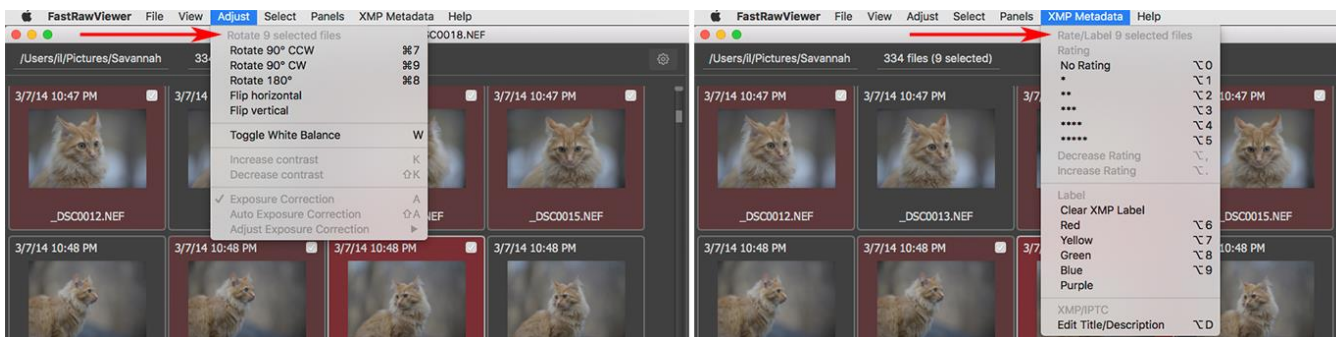 FastRawViewer File View Adjust Select Panels XMP Metadata Help
Rotate 9 selected files
SC0018.NEF
/Users/il/Pictures/Savannah 334
Rotate 90° CCW ⌘7
Rotate 90° CW ⌘9
Rotate 180° ⌘8
Flip horizontal
Flip vertical
Toggle White Balance W
Increase contrast K
Decrease contrast ⇧K
✓ Exposure Correction A
Auto Exposure Correction ⇧A
Adjust Exposure Correction ▶
3/7/14 10:47 PM 3/7/14 3/7/14 10:47 PM
_DSC0012.NEF NEF _DSC0015.NEF
3/7/14 10:48 PM 3/7/14 10:48 PM 3/7/14 10:48 PM 3/7/14 10:48 PM
FastRawViewer File View Adjust Select Panels XMP Metadata Help
/Users/il/Pictures/Savannah 334 files (9 selected)
Rate/Label 9 selected files
Rating
No Rating ⌥0
* ⌥1
** ⌥2
*** ⌥3
**** ⌥4
***** ⌥5
Decrease Rating ⌥,
Increase Rating ⌥.
Label
Clear XMP Label
Red ⌥6
Yellow ⌥7
Green ⌥8
Blue ⌥9
Purple
XMP/IPTC
Edit Title/Description ⌥D
3/7/14 10:47 PM 3/7/14 10:47 PM 3/7 10:47 PM
_DSC0012.NEF _DSC0013.NEF _DSC0015.NEF
3/7/14 10:48 PM 3/7/14 10:48 PM 3/7 10:48 PM